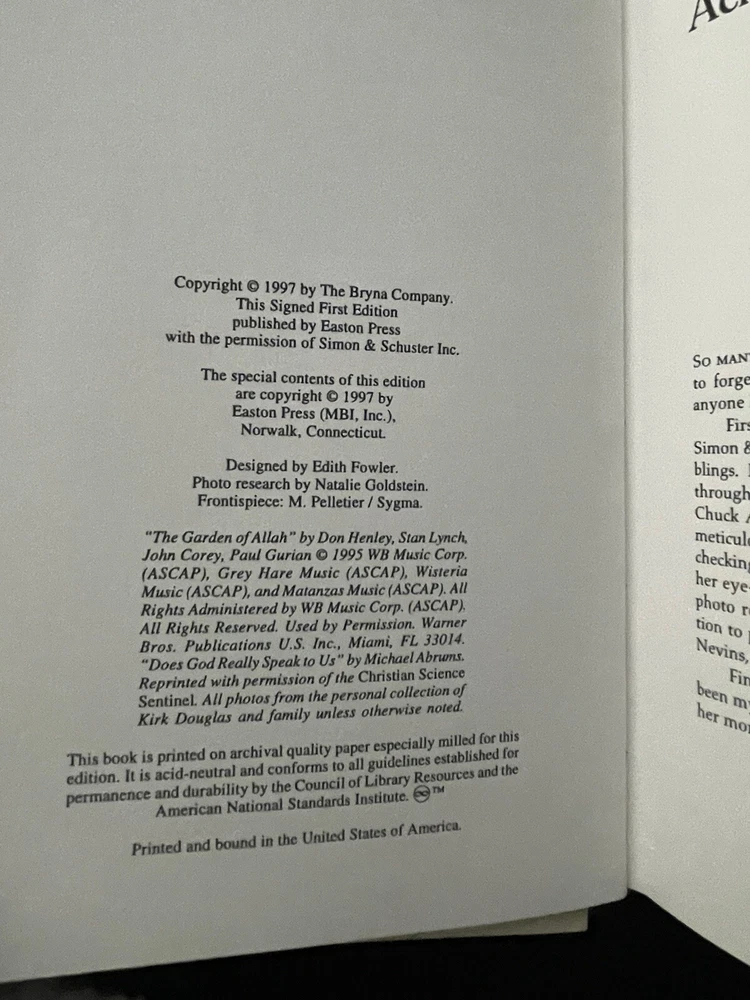 Copyright © 1997 by The Bryna Company.
This Signed First Edition
published by Easton Press
with the permission of Simon & Schuster Inc.
The special contents of this edition
are copyright © 1997 by
Easton Press (MBI, Inc.),
Norwalk, Connecticut.
Designed by Edith Fowler.
Photo research by Natalie Goldstein.
Frontispiece: M. Pelletier / Sygma.
"The Garden of Allah" by Don Henley, Stan Lynch,
John Corey, Paul Gurian © 1995 WB Music Corp.
(ASCAP), Grey Hare Music (ASCAP), Wisteria
Music (ASCAP), and Matanzas Music (ASCAP). All
Rights Administered by WB Music Corp. (ASCAP).
All Rights Reserved. Used by Permission. Warner
Bros. Publications U.S. Inc., Miami, FL 33014.
"Does God Really Speak to Us" by Michael Abrums.
Reprinted with permission of the Christian Science
Sentinel. All photos from the personal collection of
Kirk Douglas and family unless otherwise noted.
This book is printed on archival quality paper especially milled for this
edition. It is acid-neutral and conforms to all guidelines established for
permanence and durability by the Council of Library Resources and the
American National Standards Institute. ♾™
Printed and bound in the United States of America.
So MAN
to forge
anyone
Firs
Simon &
blings.
through
Chuck
meticul
checking
her eye-
photo r
tion to
Nevins,
Fin
been my
her mor